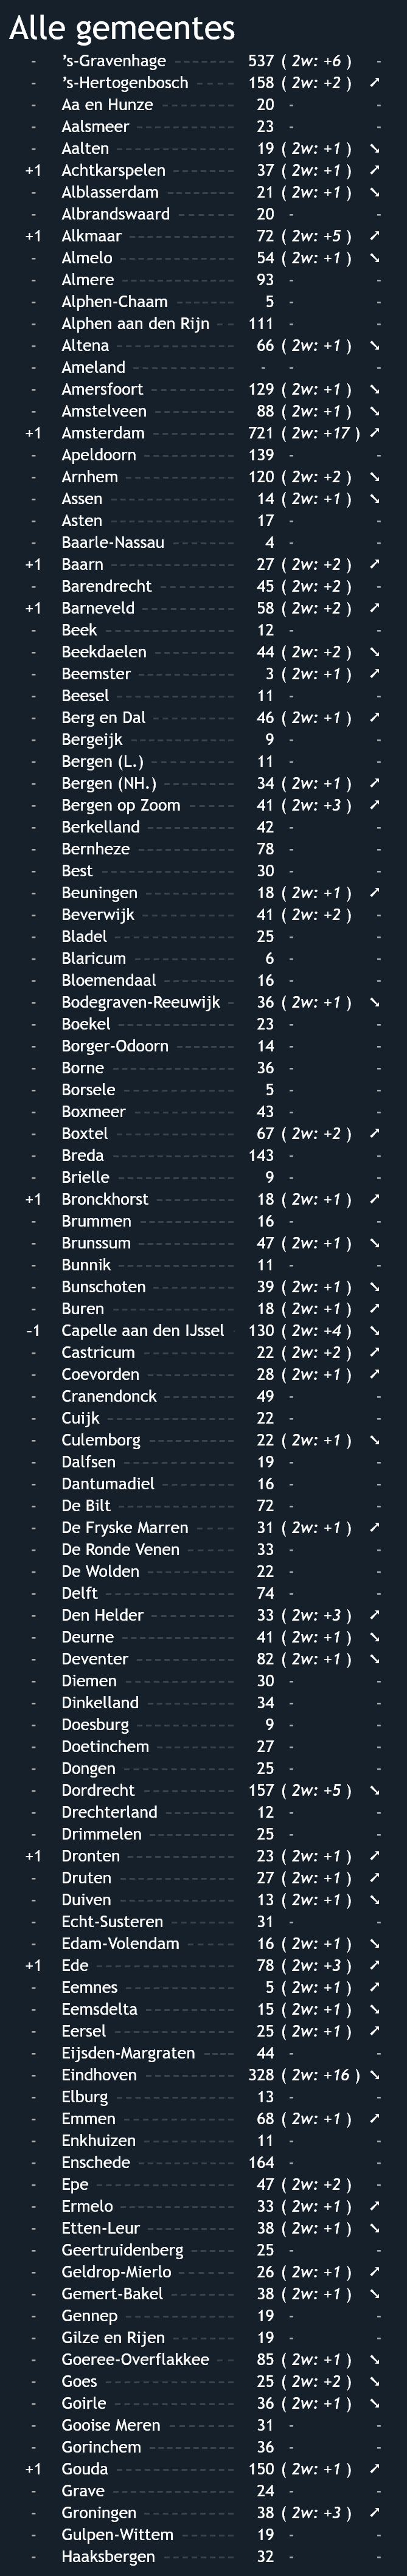 Alle gemeentes
- ’s-Gravenhage 537 ( 2w: +6 ) -
- ’s-Hertogenbosch 158 ( 2w: +2 ) ➚
- Aa en Hunze 20 - -
- Aalsmeer 23 - -
- Aalten 19 ( 2w: +1 ) ➘
+1 Achtkarspelen 37 ( 2w: +1 ) ➚
- Alblasserdam 21 ( 2w: +1 ) ➘
- Albrandswaard 20 - -
+1 Alkmaar 72 ( 2w: +5 ) ➚
- Almelo 54 ( 2w: +1 ) ➘
- Almere 93 - -
- Alphen-Chaam 5 - -
- Alphen aan den Rijn 111 - -
- Altena 66 ( 2w: +1 ) ➘
- Ameland - - -
- Amersfoort 129 ( 2w: +1 ) ➘
- Amstelveen 88 ( 2w: +1 ) ➘
+1 Amsterdam 721 ( 2w: +17 ) ➚
- Apeldoorn 139 - -
- Arnhem 120 ( 2w: +2 ) ➘
- Assen 14 ( 2w: +1 ) ➘
- Asten 17 - -
- Baarle-Nassau 4 - -
+1 Baarn 27 ( 2w: +2 ) ➚
- Barendrecht 45 ( 2w: +2 ) -
+1 Barneveld 58 ( 2w: +2 ) ➚
- Beek 12 - -
- Beekdaelen 44 ( 2w: +2 ) ➘
- Beemster 3 ( 2w: +1 ) ➚
- Beesel 11 - -
- Berg en Dal 46 ( 2w: +1 ) ➚
- Bergeijk 9 - -
- Bergen (L.) 11 - -
- Bergen (NH.) 34 ( 2w: +1 ) ➚
- Bergen op Zoom 41 ( 2w: +3 ) ➚
- Berkelland 42 - -
- Bernheze 78 - -
- Best 30 - -
- Beuningen 18 ( 2w: +1 ) ➚
- Beverwijk 41 ( 2w: +2 ) -
- Bladel 25 - -
- Blaricum 6 - -
- Bloemendaal 16 - -
- Bodegraven-Reeuwijk 36 ( 2w: +1 ) ➘
- Boekel 23 - -
- Borger-Odoorn 14 - -
- Borne 36 - -
- Borsele 5 - -
- Boxmeer 43 - -
- Boxtel 67 ( 2w: +2 ) ➚
- Breda 143 - -
- Brielle 9 - -
+1 Bronckhorst 18 ( 2w: +1 ) ➚
- Brummen 16 - -
- Brunssum 47 ( 2w: +1 ) ➘
- Bunnik 11 - -
- Bunschoten 39 ( 2w: +1 ) ➘
- Buren 18 ( 2w: +1 ) ➚
-1 Capelle aan den IJssel 130 ( 2w: +4 ) ➘
- Castricum 22 ( 2w: +2 ) ➚
- Coevorden 28 ( 2w: +1 ) ➚
- Cranendonck 49 - -
- Cuijk 22 - -
- Culemborg 22 ( 2w: +1 ) ➘
- Dalfsen 19 - -
- Dantumadiel 16 - -
- De Bilt 72 - -
- De Fryske Marren 31 ( 2w: +1 ) ➚
- De Ronde Venen 33 - -
- De Wolden 22 - -
- Delft 74 - -
- Den Helder 33 ( 2w: +3 ) ➚
- Deurne 41 ( 2w: +1 ) ➘
- Deventer 82 ( 2w: +1 ) ➘
- Diemen 30 - -
- Dinkelland 34 - -
- Doesburg 9 - -
- Doetinchem 27 - -
- Dongen 25 - -
- Dordrecht 157 ( 2w: +5 ) ➘
- Drechterland 12 - -
- Drimmelen 25 - -
+1 Dronten 23 ( 2w: +1 ) ➚
- Druten 27 ( 2w: +1 ) ➚
- Duiven 13 ( 2w: +1 ) ➘
- Echt-Susteren 31 - -
- Edam-Volendam 16 ( 2w: +1 ) ➘
+1 Ede 78 ( 2w: +3 ) ➚
- Eemnes 5 ( 2w: +1 ) ➚
- Eemsdelta 15 ( 2w: +1 ) ➘
- Eersel 25 ( 2w: +1 ) ➚
- Eijsden-Margraten 44 - -
- Eindhoven 328 ( 2w: +16 ) ➘
- Elburg 13 - -
- Emmen 68 ( 2w: +1 ) ➚
- Enkhuizen 11 - -
- Enschede 164 - -
- Epe 47 ( 2w: +2 ) -
- Ermelo 33 ( 2w: +1 ) ➚
- Etten-Leur 38 ( 2w: +1 ) ➘
- Geertruidenberg 25 - -
- Geldrop-Mierlo 26 ( 2w: +1 ) ➚
- Gemert-Bakel 38 ( 2w: +1 ) ➘
- Gennep 19 - -
- Gilze en Rijen 19 - -
- Goeree-Overflakkee 85 ( 2w: +1 ) ➘
- Goes 25 ( 2w: +2 ) ➘
- Goirle 36 ( 2w: +1 ) ➘
- Gooise Meren 31 - -
- Gorinchem 36 - -
+1 Gouda 150 ( 2w: +1 ) ➚
- Grave 24 - -
- Groningen 38 ( 2w: +3 ) ➚
- Gulpen-Wittem 19 - -
- Haaksbergen 32 - -